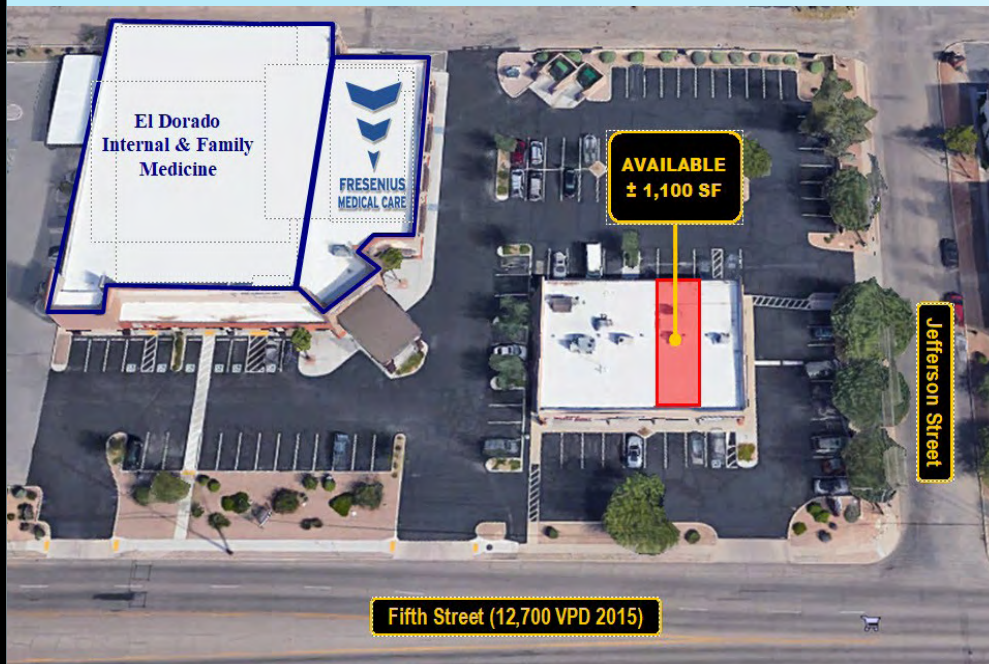 El Dorado
Internal & Family
Medicine
FRESENIUS
MEDICAL CARE
AVAILABLE
± 1,100 SF
Jefferson Street
Fifth Street (12,700 VPD 2015)